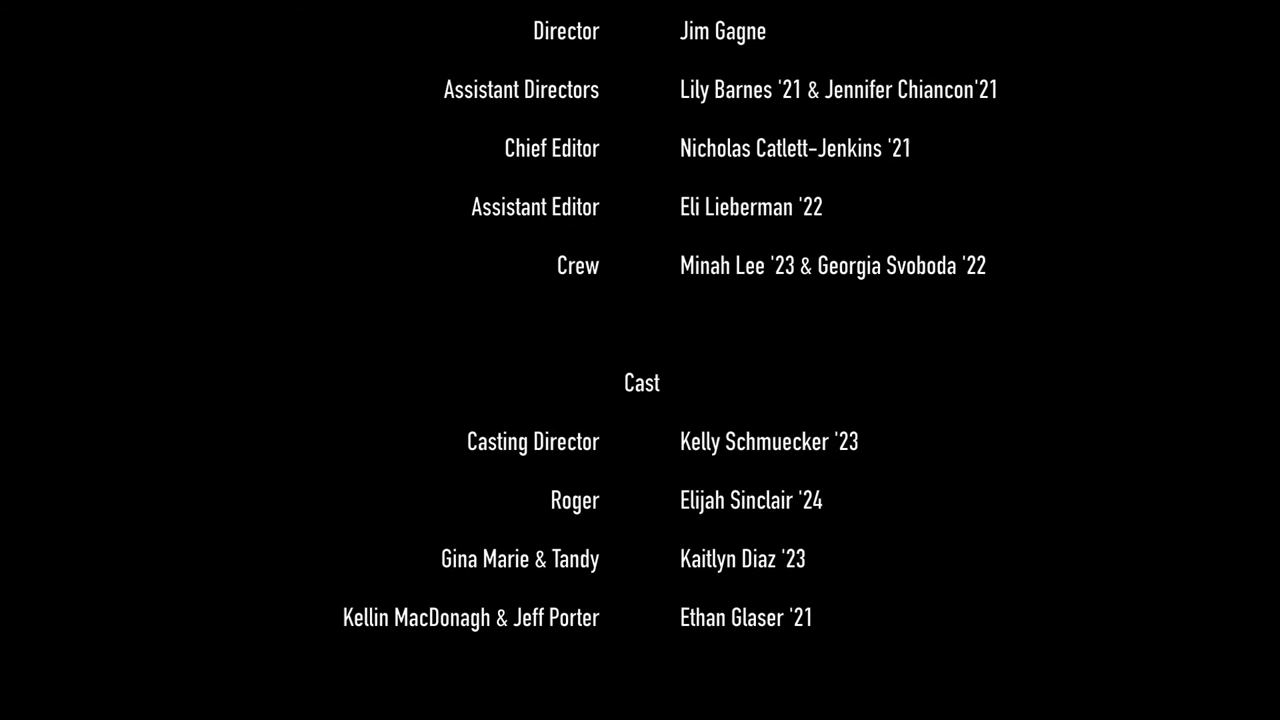 Director Jim Gagne
Assistant Directors Lily Barnes '21 & Jennifer Chiancon'21
Chief Editor Nicholas Catlett-Jenkins '21
Assistant Editor Eli Lieberman '22
Crew Minah Lee '23 & Georgia Svoboda '22
Cast
Casting Director Kelly Schmuecker '23
Roger Elijah Sinclair '24
Gina Marie & Tandy Kaitlyn Diaz '23
Kellin MacDonagh & Jeff Porter Ethan Glaser '21